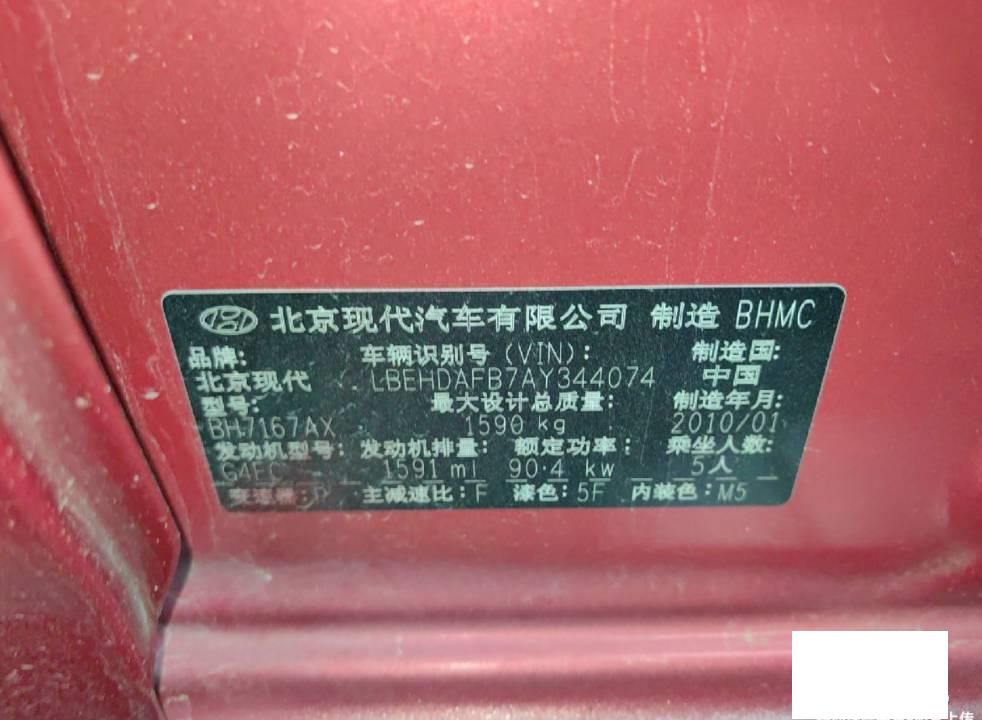 北京现代汽车有限公司 制造 BHMC
品牌: 车辆识别号(VIN): 制造国:
北京现代 LBEHDAFB7AY344074 中国
型号: 最大设计总质量: 制造年月:
BH7167AX 1590 kg 2010/01
发动机型号: 发动机排量: 额定功率: 乘坐人数:
G4FC 1591 ml 90.4 kw 5人
变速器: 主减速比:F 漆色:5F 内装色:M5